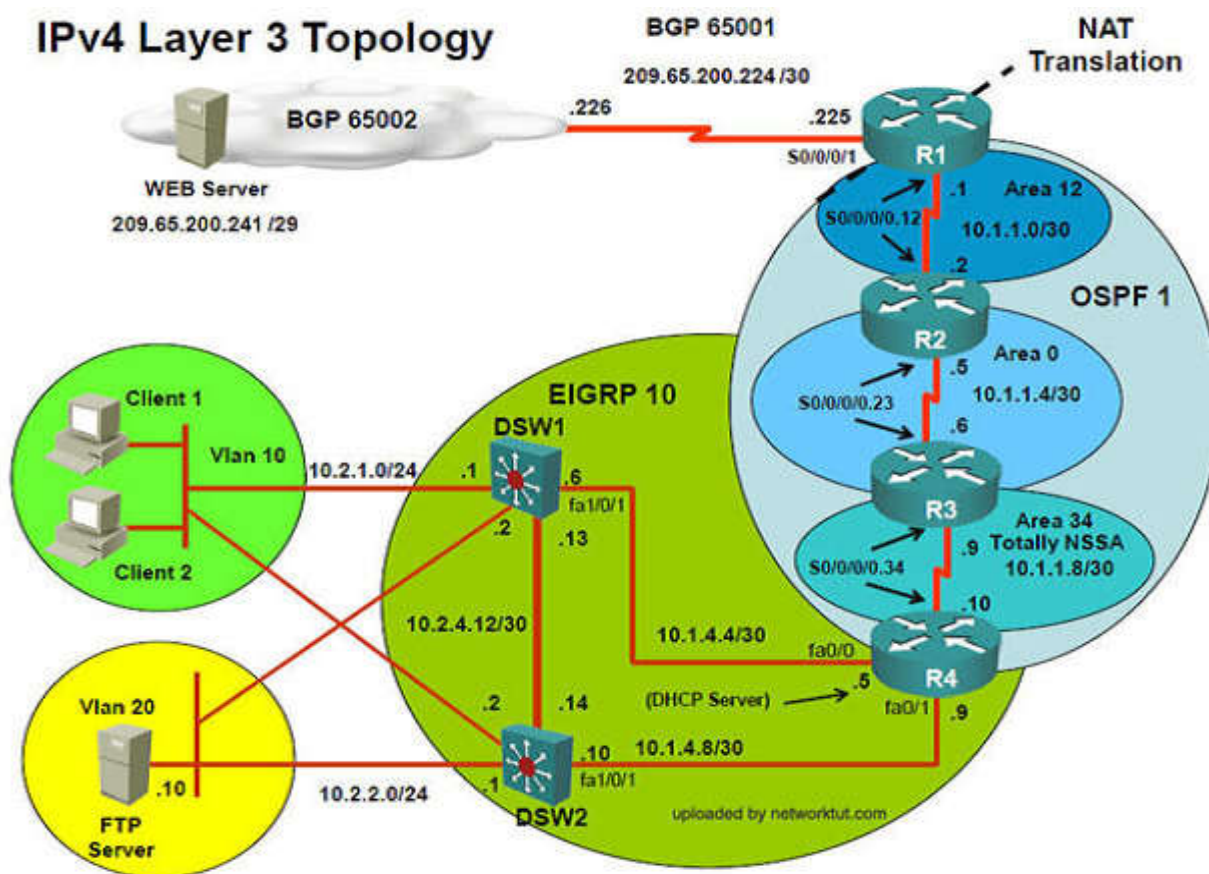 IPv4 Layer 3 Topology
BGP 65001
209.65.200.224 /30
NAT
Translation
BGP 65002
.226
.225
S0/0/0/1
R1
WEB Server
209.65.200.241 /29
.1
Area 12
S0/0/0/0.12
10.1.1.0/30
.2
OSPF 1
R2
Area 0
.5
10.1.1.4/30
S0/0/0/0.23
.6
R3
Area 34
Totally NSSA
.9
10.1.1.8/30
S0/0/0/0.34
.10
R4
EIGRP 10
Client 1
Vlan 10
Client 2
10.2.1.0/24
DSW1
.1
.6
fa1/0/1
.2
.13
10.2.4.12/30
10.1.4.4/30
fa0/0
.5
(DHCP Server)
fa0/1
.9
Vlan 20
.10
FTP
Server
10.2.2.0/24
.2
.14
.1
.10
fa1/0/1
10.1.4.8/30
DSW2
uploaded by networktut.com